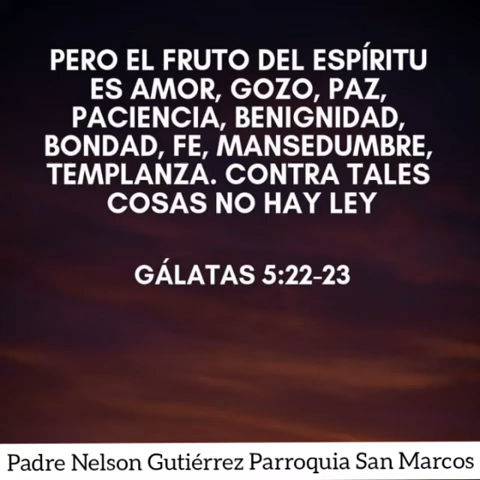 PERO EL FRUTO DEL ESPÍRITU
ES AMOR, GOZO, PAZ,
PACIENCIA, BENIGNIDAD,
BONDAD, FE, MANSEDUMBRE,
TEMPLANZA. CONTRA TALES
COSAS NO HAY LEY
GÁLATAS 5:22-23
Padre Nelson Gutiérrez Parroquia San Marcos